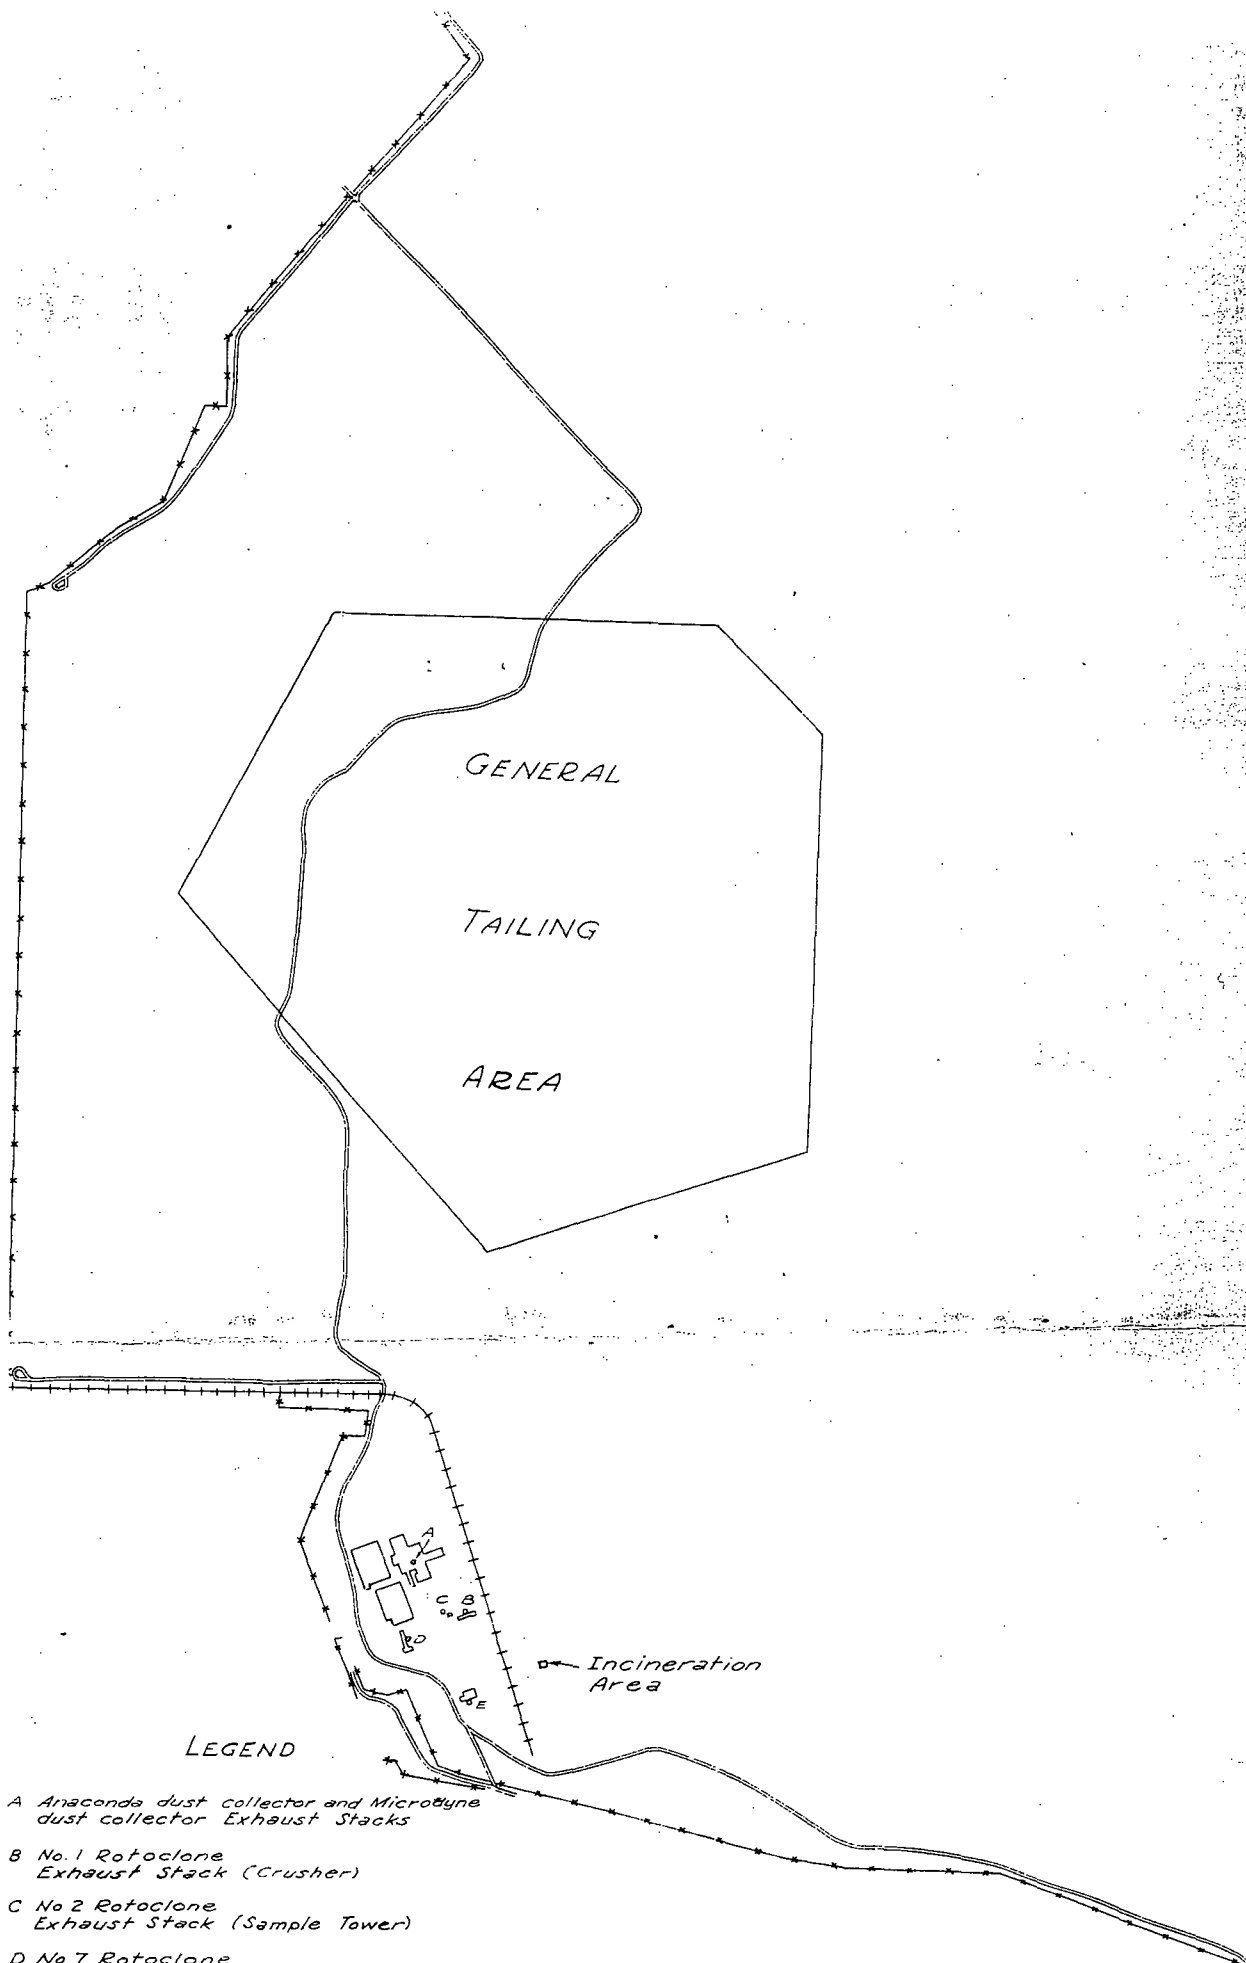 GENERAL
TAILING
AREA
A
C B
D
Incineration
Area
E
LEGEND
A Anaconda dust collector and Microdyne
dust collector Exhaust Stacks
B No. 1 Rotoclone
Exhaust Stack (Crusher)
C No 2 Rotoclone
Exhaust Stack (Sample Tower)
D No 7 Rotoclone